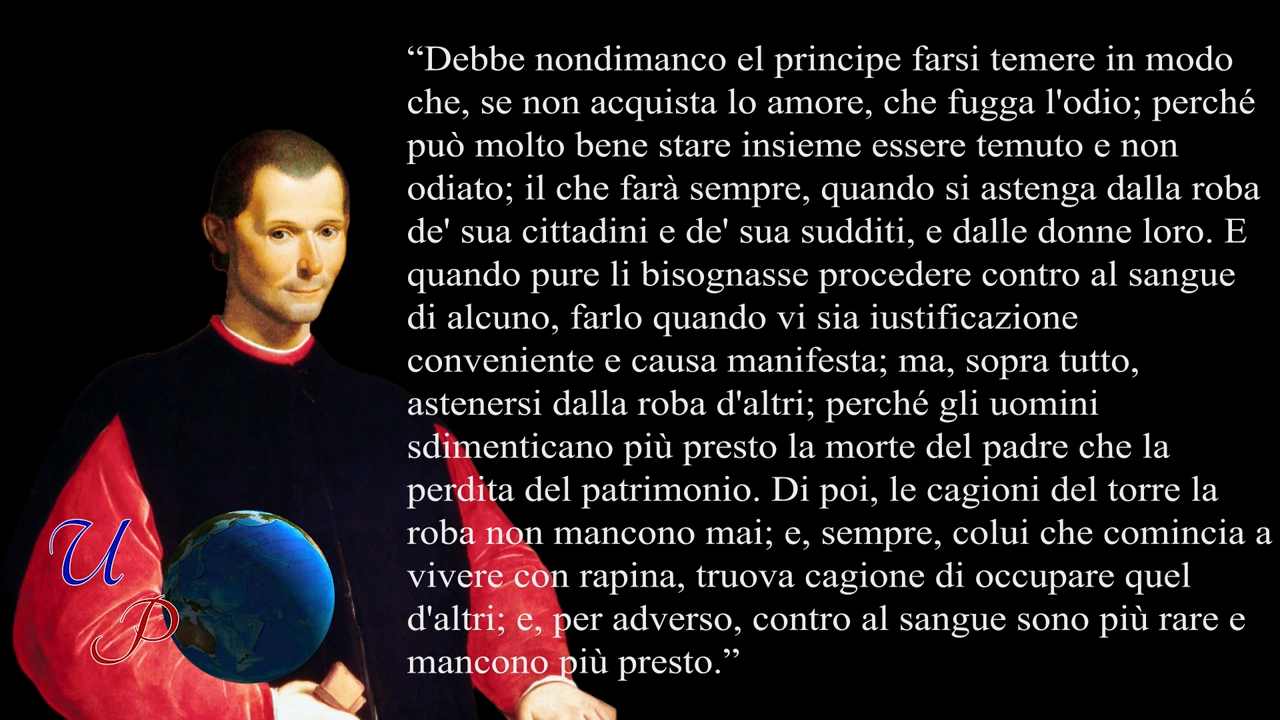 “Debbe nondimanco el principe farsi temere in modo
che, se non acquista lo amore, che fugga l'odio; perché
può molto bene stare insieme essere temuto e non
odiato; il che farà sempre, quando si astenga dalla roba
de' sua cittadini e de' sua sudditi, e dalle donne loro. E
quando pure li bisognasse procedere contro al sangue
di alcuno, farlo quando vi sia iustificazione
conveniente e causa manifesta; ma, sopra tutto,
astenersi dalla roba d'altri; perché gli uomini
sdimenticano più presto la morte del padre che la
perdita del patrimonio. Di poi, le cagioni del torre la
roba non mancono mai; e, sempre, colui che comincia a
vivere con rapina, truova cagione di occupare quel
d'altri; e, per adverso, contro al sangue sono più rare e
mancono più presto.”
U
P